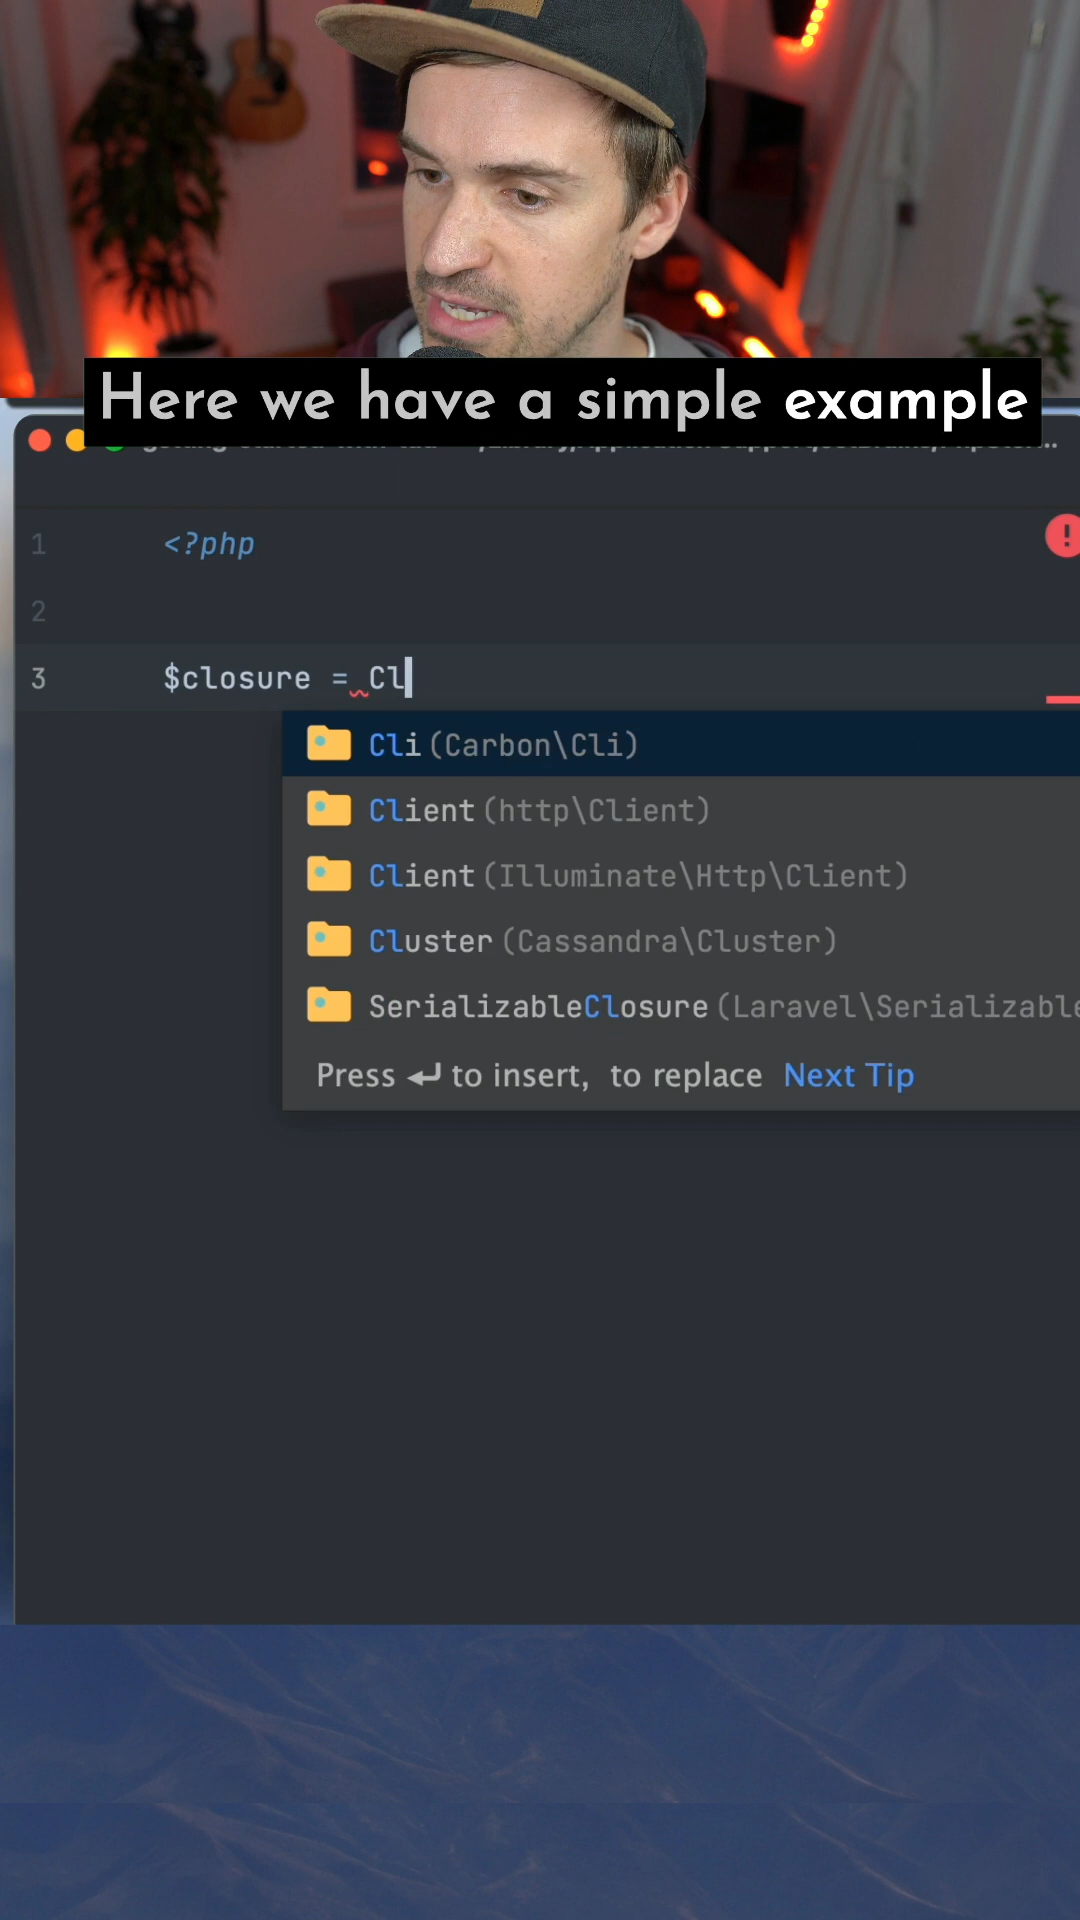 Here we have a simple example
1 <?php
2
3 $closure = Cl
Cli (Carbon\Cli)
Client (http\Client)
Client (Illuminate\Http\Client)
Cluster (Cassandra\Cluster)
SerializableClosure (Laravel\Serializable
Press ↵ to insert, to replace Next Tip